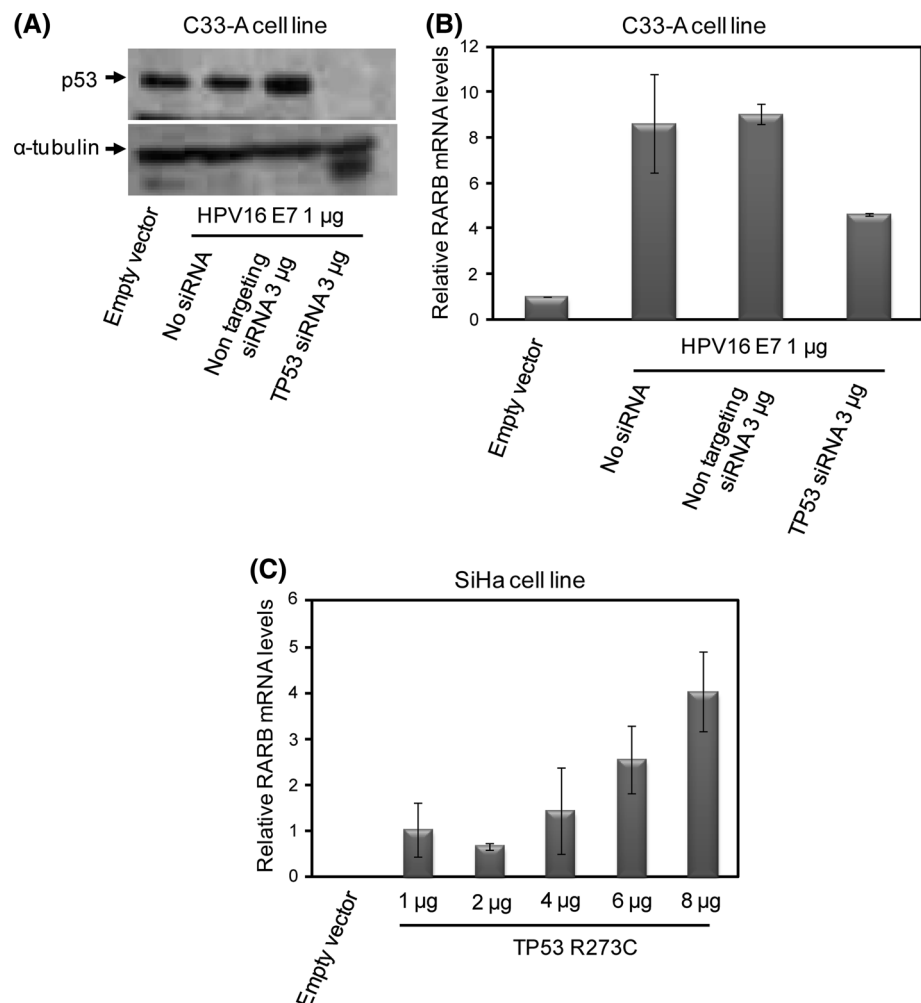 (A)
C33-A cell line
p53
α-tubulin
Empty vector
HPV16 E7 1 µg
No siRNA
Non targeting
siRNA 3 µg
TP53 siRNA 3 µg
(B)
C33-A cell line
Relative RARB mRNA levels
12
10
8
6
4
2
0
Empty vector
HPV16 E7 1 µg
No siRNA
Non targeting
siRNA 3 µg
TP53 siRNA 3 µg
(C)
SiHa cell line
Relative RARB mRNA levels
6
5
4
3
2
1
0
Empty vector
1 µg
2 µg
4 µg
6 µg
8 µg
TP53 R273C